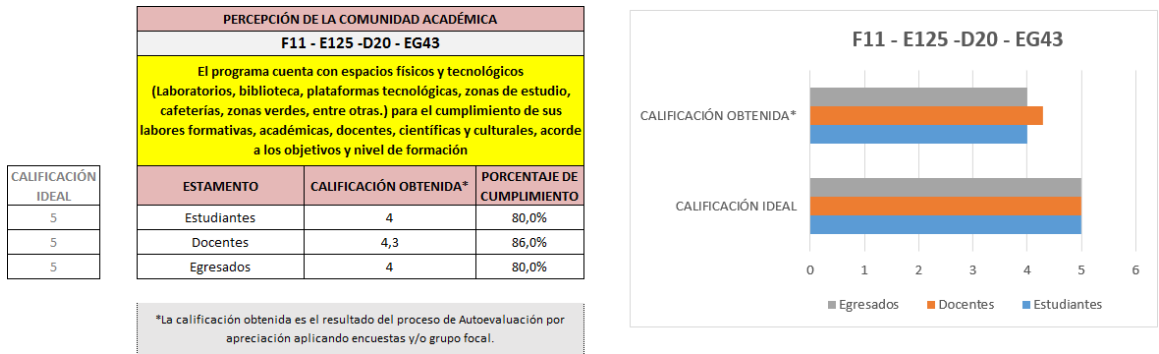 PERCEPCIÓN DE LA COMUNIDAD ACADÉMICA
F11 - E125 -D20 - EG43
El programa cuenta con espacios físicos y tecnológicos
(Laboratorios, biblioteca, plataformas tecnológicas, zonas de estudio,
cafeterías, zonas verdes, entre otras.) para el cumplimiento de sus
labores formativas, académicas, docentes, científicas y culturales, acorde
a los objetivos y nivel de formación
CALIFICACIÓN
IDEAL
ESTAMENTO
CALIFICACIÓN OBTENIDA*
PORCENTAJE DE
CUMPLIMIENTO
5 Estudiantes 4 80,0%
5 Docentes 4,3 86,0%
5 Egresados 4 80,0%
*La calificación obtenida es el resultado del proceso de Autoevaluación por
apreciación aplicando encuestas y/o grupo focal.
F11 - E125 -D20 - EG43
CALIFICACIÓN OBTENIDA*
CALIFICACIÓN IDEAL
0 1 2 3 4 5 6
Egresados Docentes Estudiantes